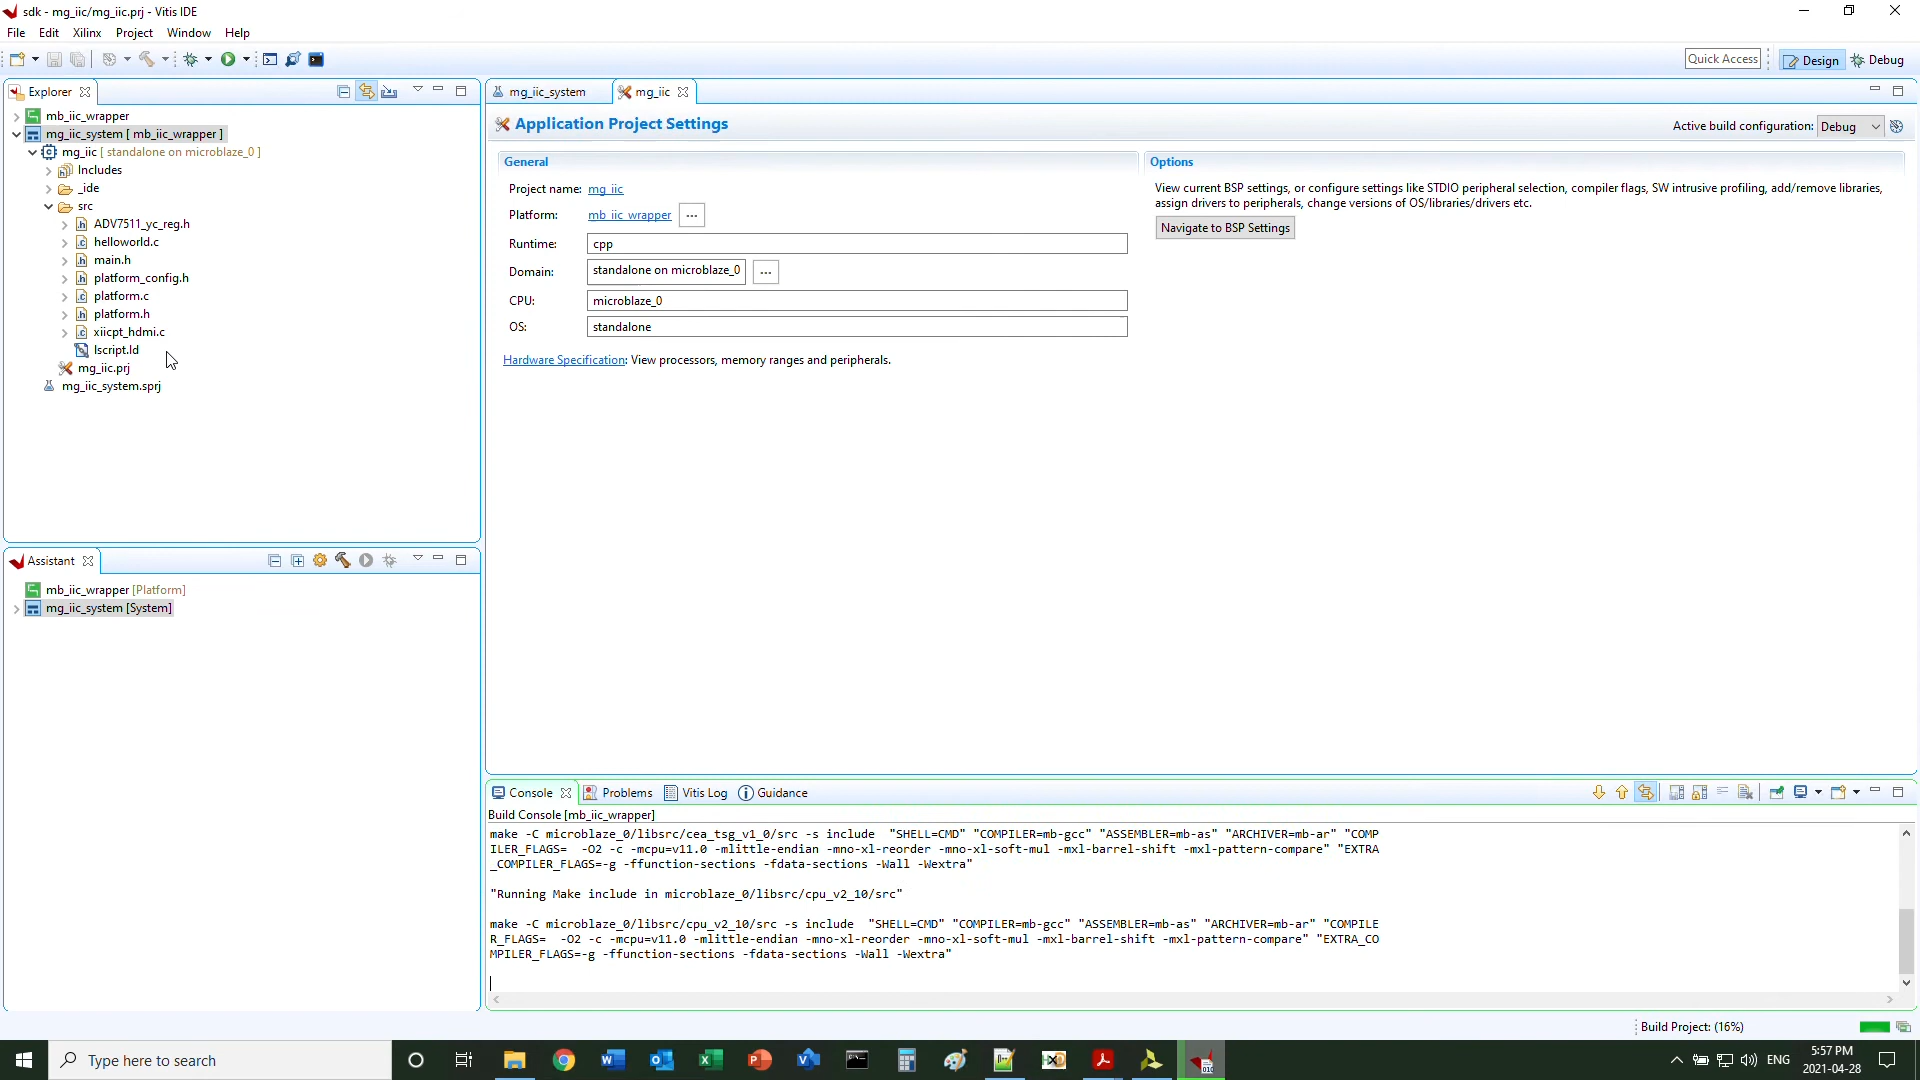 sdk - mg_iic/mg_iic.prj - Vitis IDE
File Edit Xilinx Project Window Help
Quick Access
Design
Debug
Explorer
mb_iic_wrapper
mg_iic_system [ mb_iic_wrapper ]
mg_iic [ standalone on microblaze_0 ]
Includes
_ide
src
ADV7511_yc_reg.h
helloworld.c
main.h
platform_config.h
platform.c
platform.h
xiicpt_hdmi.c
lscript.ld
mg_iic.prj
mg_iic_system.sprj
Assistant
mb_iic_wrapper [Platform]
mg_iic_system [System]
mg_iic_system
mg_iic
Application Project Settings
Active build configuration: Debug
General
Project name: mg_iic
Platform: mb_iic_wrapper ...
Runtime: cpp
Domain: standalone on microblaze_0 ...
CPU: microblaze_0
OS: standalone
Hardware Specification: View processors, memory ranges and peripherals.
Options
View current BSP settings, or configure settings like STDIO peripheral selection, compiler flags, SW intrusive profiling, add/remove libraries,
assign drivers to peripherals, change versions of OS/libraries/drivers etc.
Navigate to BSP Settings
Console Problems Vitis Log Guidance
Build Console [mb_iic_wrapper]
make -C microblaze_0/libsrc/cea_tsg_v1_0/src -s include  "SHELL=CMD" "COMPILER=mb-gcc" "ASSEMBLER=mb-as" "ARCHIVER=mb-ar" "COMP
ILER_FLAGS=  -O2 -c -mcpu=v11.0 -mlittle-endian -mno-xl-reorder -mno-xl-soft-mul -mxl-barrel-shift -mxl-pattern-compare" "EXTRA
_COMPILER_FLAGS=-g -ffunction-sections -fdata-sections -Wall -Wextra"
"Running Make include in microblaze_0/libsrc/cpu_v2_10/src"
make -C microblaze_0/libsrc/cpu_v2_10/src -s include  "SHELL=CMD" "COMPILER=mb-gcc" "ASSEMBLER=mb-as" "ARCHIVER=mb-ar" "COMPILE
R_FLAGS=  -O2 -c -mcpu=v11.0 -mlittle-endian -mno-xl-reorder -mno-xl-soft-mul -mxl-barrel-shift -mxl-pattern-compare" "EXTRA_CO
MPILER_FLAGS=-g -ffunction-sections -fdata-sections -Wall -Wextra"
Build Project: (16%)
Type here to search
ENG
5:57 PM
2021-04-28